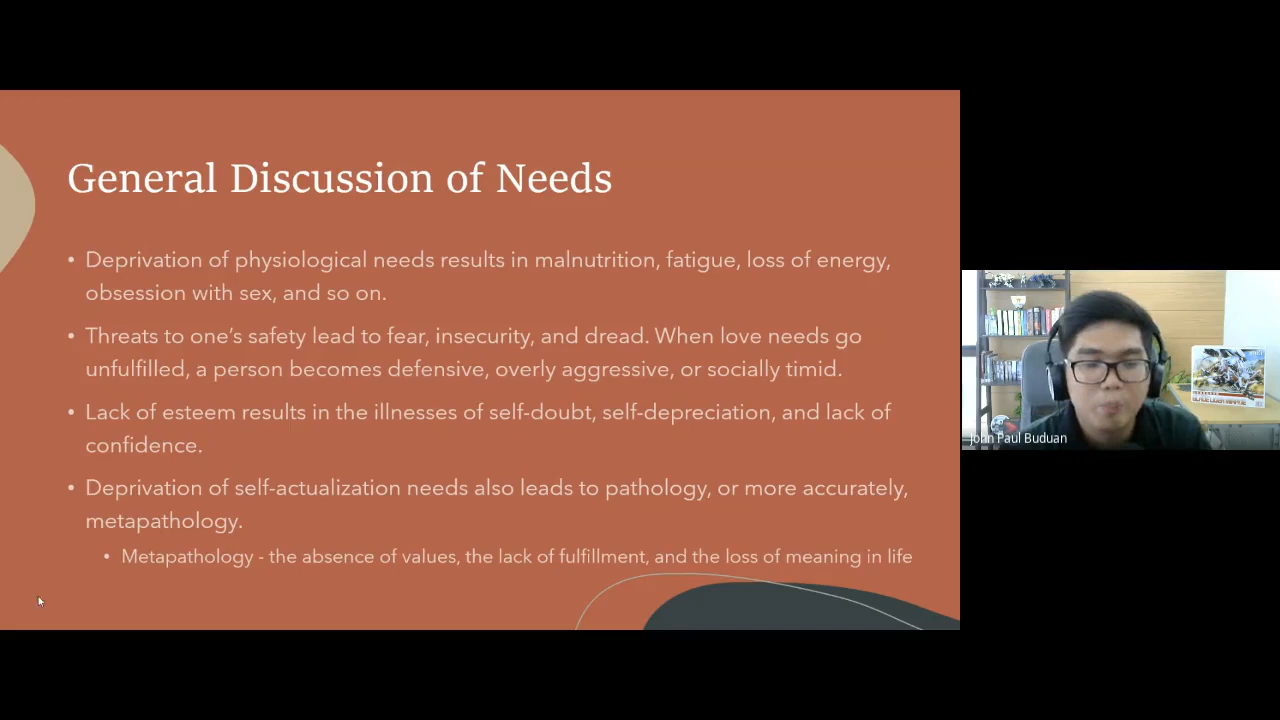 General Discussion of Needs
• Deprivation of physiological needs results in malnutrition, fatigue, loss of energy,
obsession with sex, and so on.
• Threats to one's safety lead to fear, insecurity, and dread. When love needs go
unfulfilled, a person becomes defensive, overly aggressive, or socially timid.
• Lack of esteem results in the illnesses of self-doubt, self-depreciation, and lack of
confidence.
• Deprivation of self-actualization needs also leads to pathology, or more accurately,
metapathology.
• Metapathology - the absence of values, the lack of fulfillment, and the loss of meaning in life
John Paul Buduan